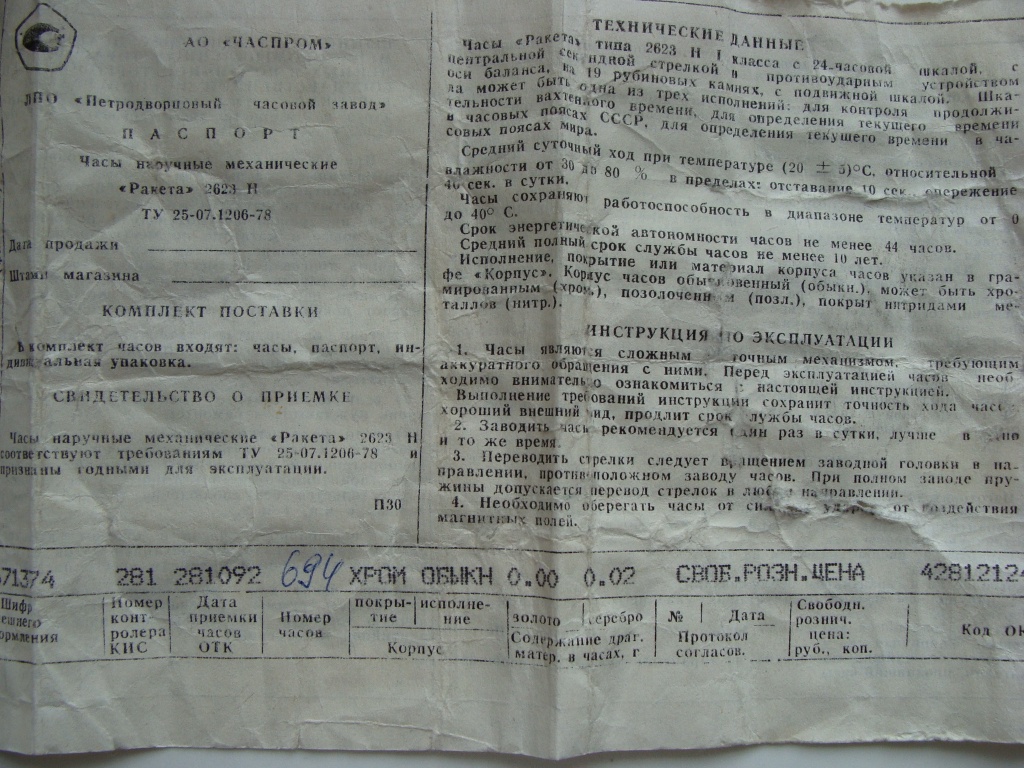 АО «ЧАСПРОМ»
ЛПО «Петродворцовый часовой завод»
ПАСПОРТ
Часы наручные механические
«Ракета» 2623 Н
ТУ 25-07.1206-78
Дата продажи
Штамп магазина
КОМПЛЕКТ ПОСТАВКИ
В комплект часов входят: часы, паспорт, ин-
дивидуальная упаковка.
СВИДЕТЕЛЬСТВО О ПРИЕМКЕ
Часы наручные механические «Ракета» 2623 Н
соответствуют требованиям ТУ 25-07.1206-78 и
признаны годными для эксплуатации.
П30
ТЕХНИЧЕСКИЕ ДАННЫЕ
Часы «Ракета» типа 2623 Н I класса с 24-часовой шкалой, с
центральной секундной стрелкой и противоударным устройством
оси баланса, на 19 рубиновых камнях, с подвижной шкалой. Шка-
ла может быть одна из трех исполнений: для контроля продолжи-
тельности вахтенного времени, для определения текущего времени
в часовых поясах СССР, для определения текущего времени в ча-
совых поясах мира.
Средний суточный ход при температуре (20 ± 5)°С, относительной
влажности от 30 до 80 % в пределах: отставание 10 сек., опережение
40 сек. в сутки.
Часы сохраняют работоспособность в диапазоне температур от 0
до 40° С.
Срок энергетической автономности часов не менее 44 часов.
Средний полный срок службы часов не менее 10 лет.
Исполнение, покрытие или материал корпуса часов указан в гра-
фе «Корпус». Корпус часов обыкновенный (обыкн.), может быть хро-
мированным (хром.), позолоченным (позл.), покрыт нитридами ме-
таллов (нитр.).
ИНСТРУКЦИЯ ПО ЭКСПЛУАТАЦИИ
1. Часы являются сложным точным механизмом, требующим
аккуратного обращения с ними. Перед эксплуатацией часов необ-
ходимо внимательно ознакомиться с настоящей инструкцией.
Выполнение требований инструкции сохранит точность хода часов,
хороший внешний вид, продлит срок службы часов.
2. Заводить часы рекомендуется один раз в сутки, лучше в одно
и то же время.
3. Переводить стрелки следует вращением заводной головки в на-
правлении, противоположном заводу часов. При полном заводе пру-
жины допускается перевод стрелок в любом направлении.
4. Необходимо оберегать часы от сильных ударов, от воздействия
магнитных полей.
671374 281 281092 694 ХРОМ ОБЫКН 0.00 0.02 СВОБ.РОЗН.ЦЕНА 42812124
Шифр внешнего оформления
Номер контролера КИС
Дата приемки часов ОТК
Номер часов
покры-тие
исполне-ние
Корпус
золото серебро
Содержание драг. матер. в часах, г
№ Дата
Протокол согласов.
Свободн. рознич. цена: руб., коп.
Код ОК